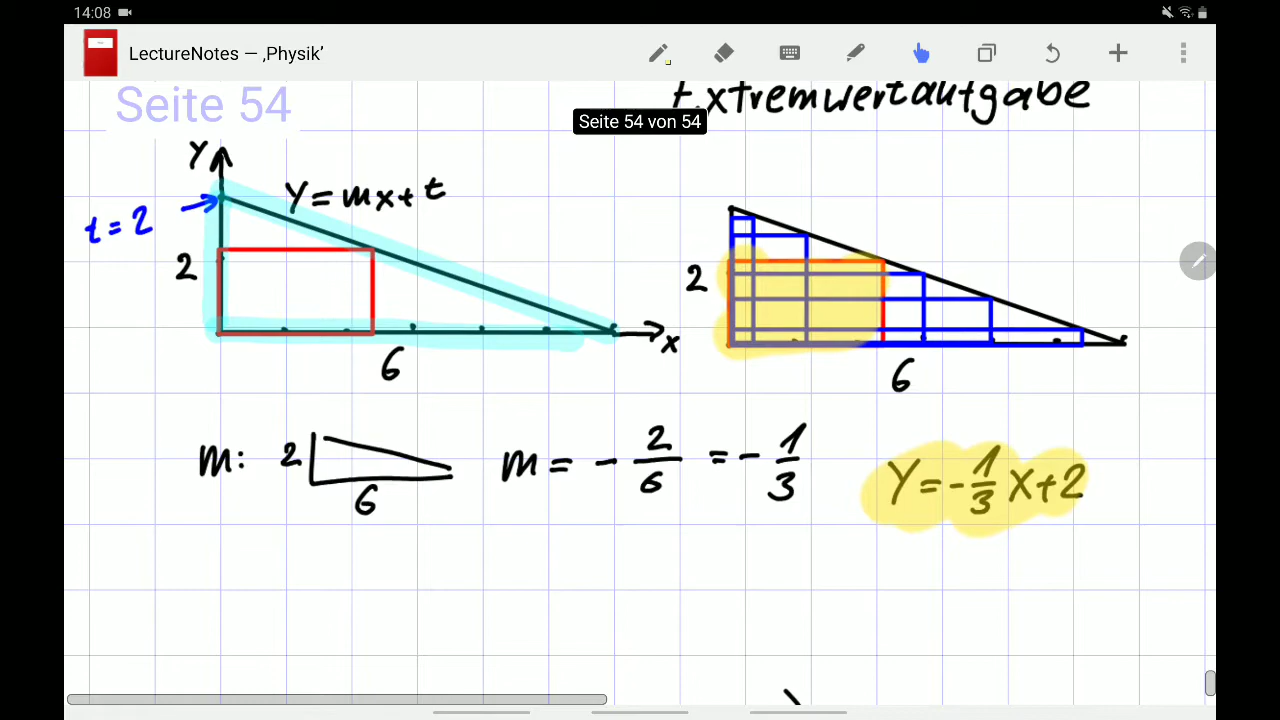 14:08
LectureNotes — ‚Physik’
Seite 54
Extremwertaufgabe
Seite 54 von 54
Y
Y = mx + t
t = 2
2
6
x
2
6
m: 2
6
m = - 2/6 = - 1/3
Y = - 1/3 x + 2